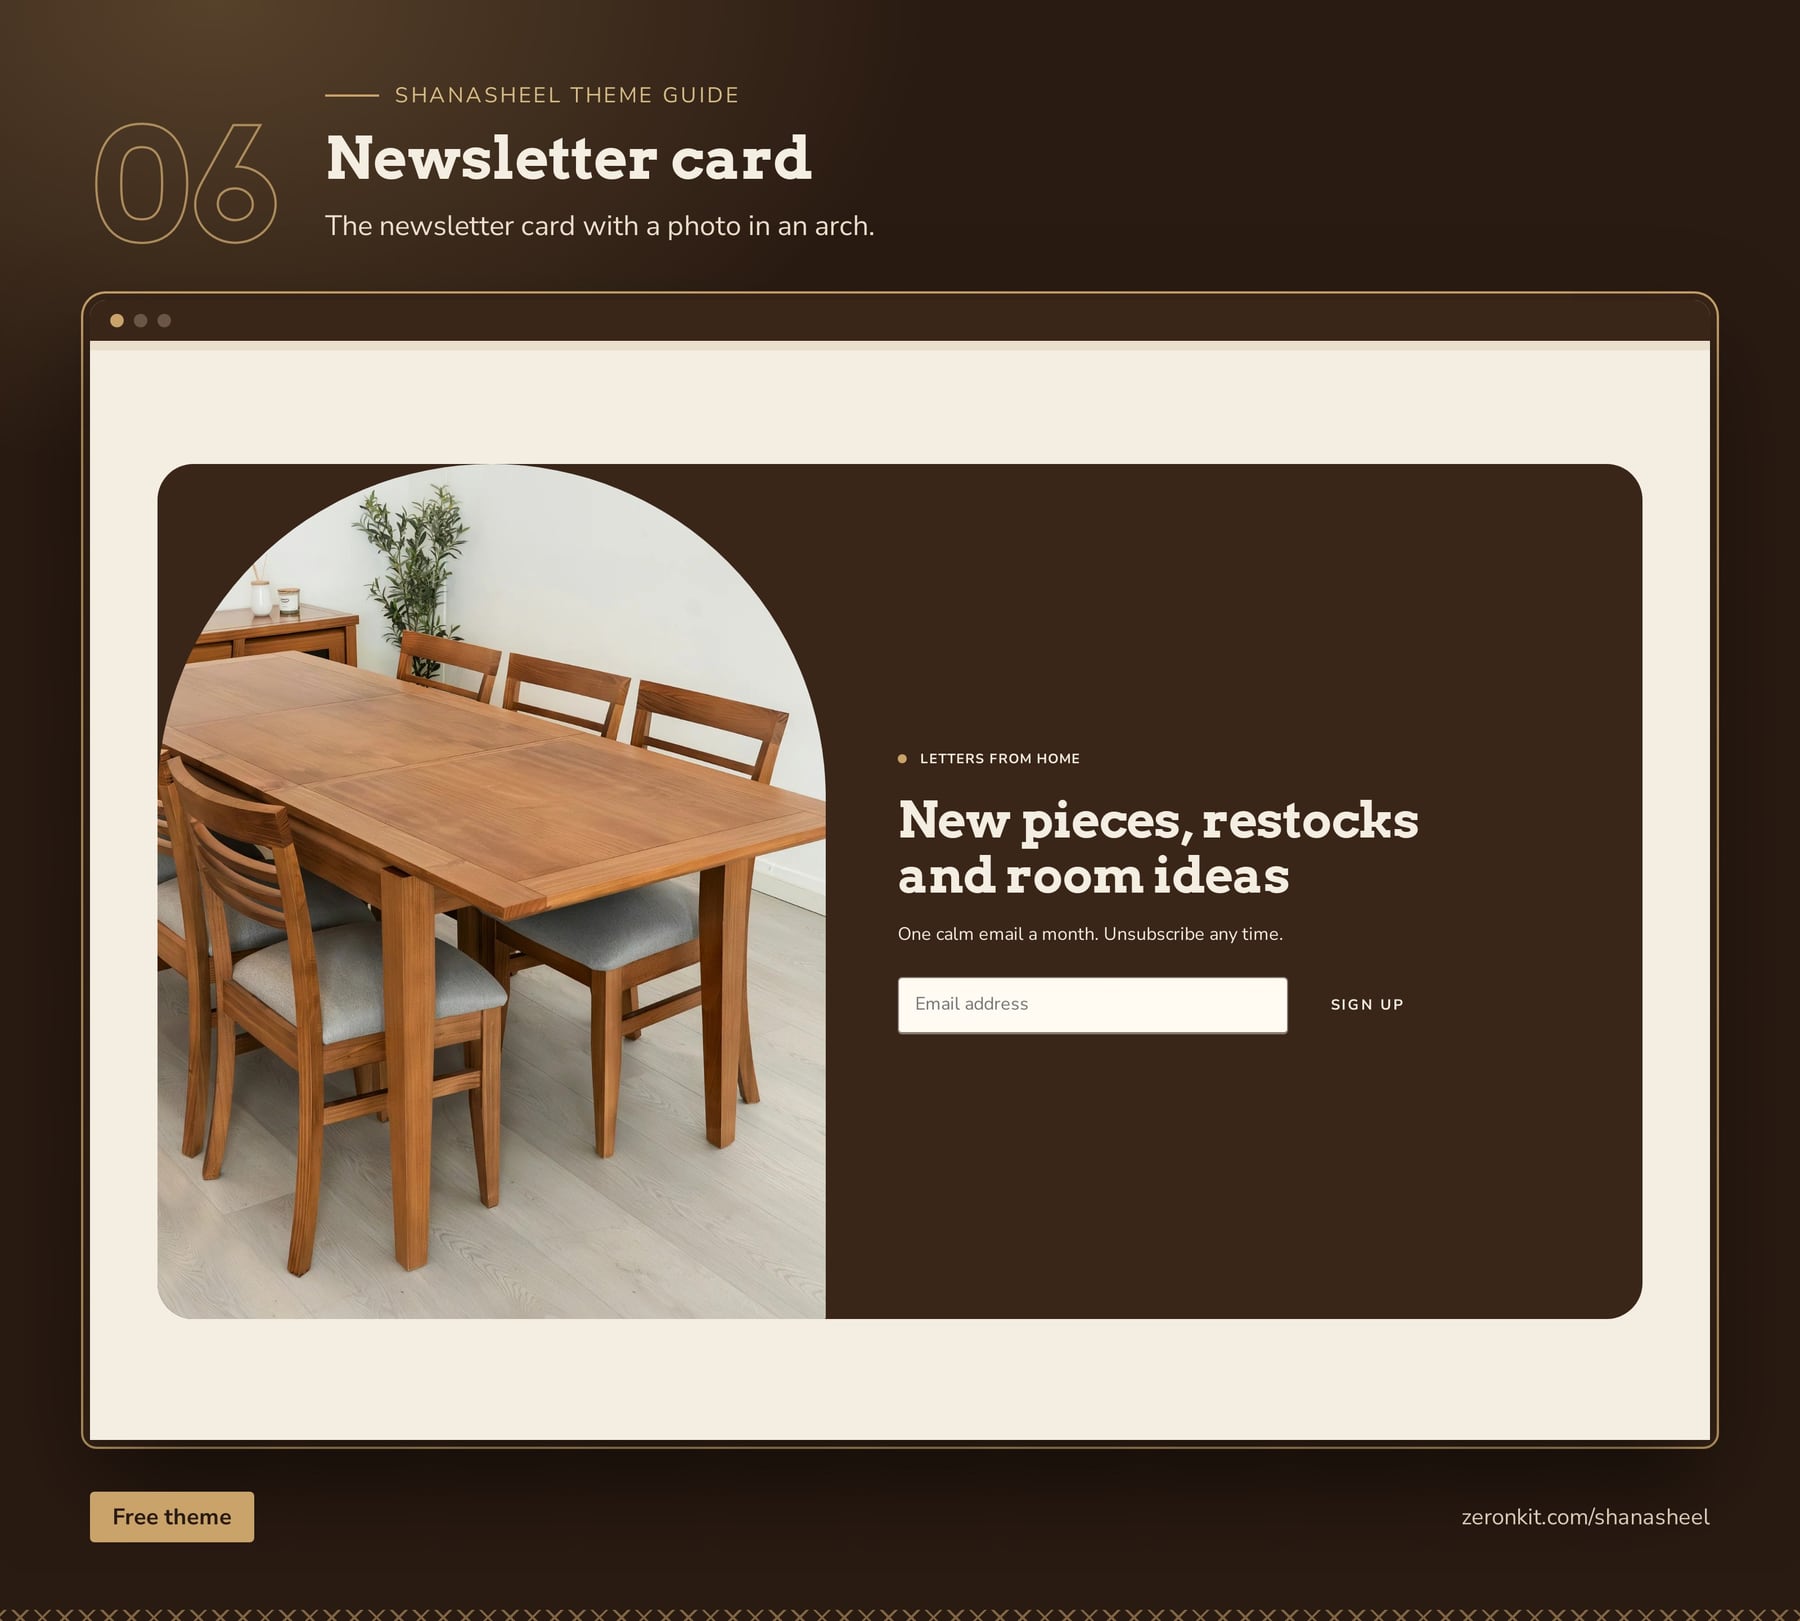 06
SHANASHEEL THEME GUIDE
Newsletter card
The newsletter card with a photo in an arch.
LETTERS FROM HOME
New pieces, restocks
and room ideas
One calm email a month. Unsubscribe any time.
Email address
SIGN UP
Free theme
zeronkit.com/shanasheel